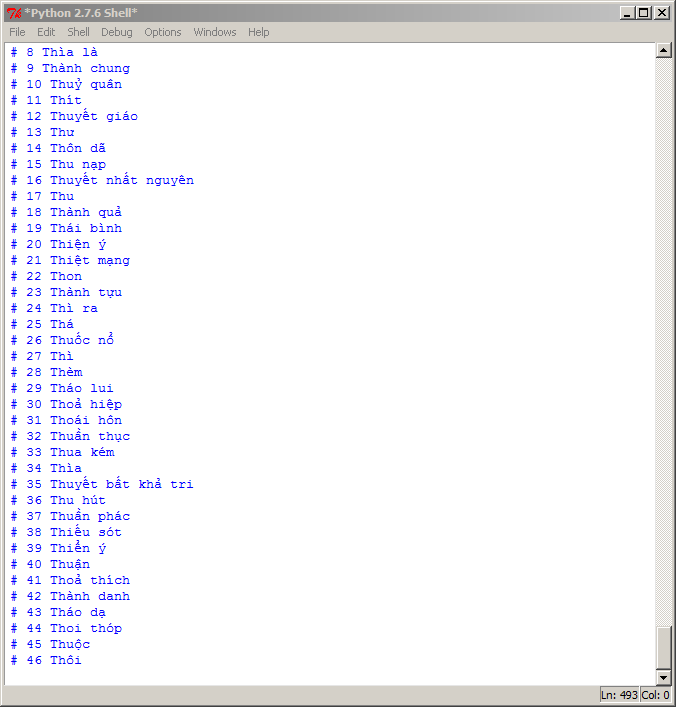 *Python 2.7.6 Shell*
File Edit Shell Debug Options Windows Help
# 8 Thìa là
# 9 Thành chung
# 10 Thuỷ quân
# 11 Thít
# 12 Thuyết giáo
# 13 Thư
# 14 Thôn dã
# 15 Thu nạp
# 16 Thuyết nhất nguyên
# 17 Thu
# 18 Thành quả
# 19 Thái bình
# 20 Thiện ý
# 21 Thiệt mạng
# 22 Thon
# 23 Thành tựu
# 24 Thì ra
# 25 Thá
# 26 Thuốc nổ
# 27 Thì
# 28 Thèm
# 29 Tháo lui
# 30 Thoả hiệp
# 31 Thoái hôn
# 32 Thuần thục
# 33 Thua kém
# 34 Thìa
# 35 Thuyết bất khả tri
# 36 Thu hút
# 37 Thuần phác
# 38 Thiếu sót
# 39 Thiển ý
# 40 Thuận
# 41 Thoả thích
# 42 Thành danh
# 43 Tháo dạ
# 44 Thoi thóp
# 45 Thuộc
# 46 Thôi
Ln: 493 Col: 0